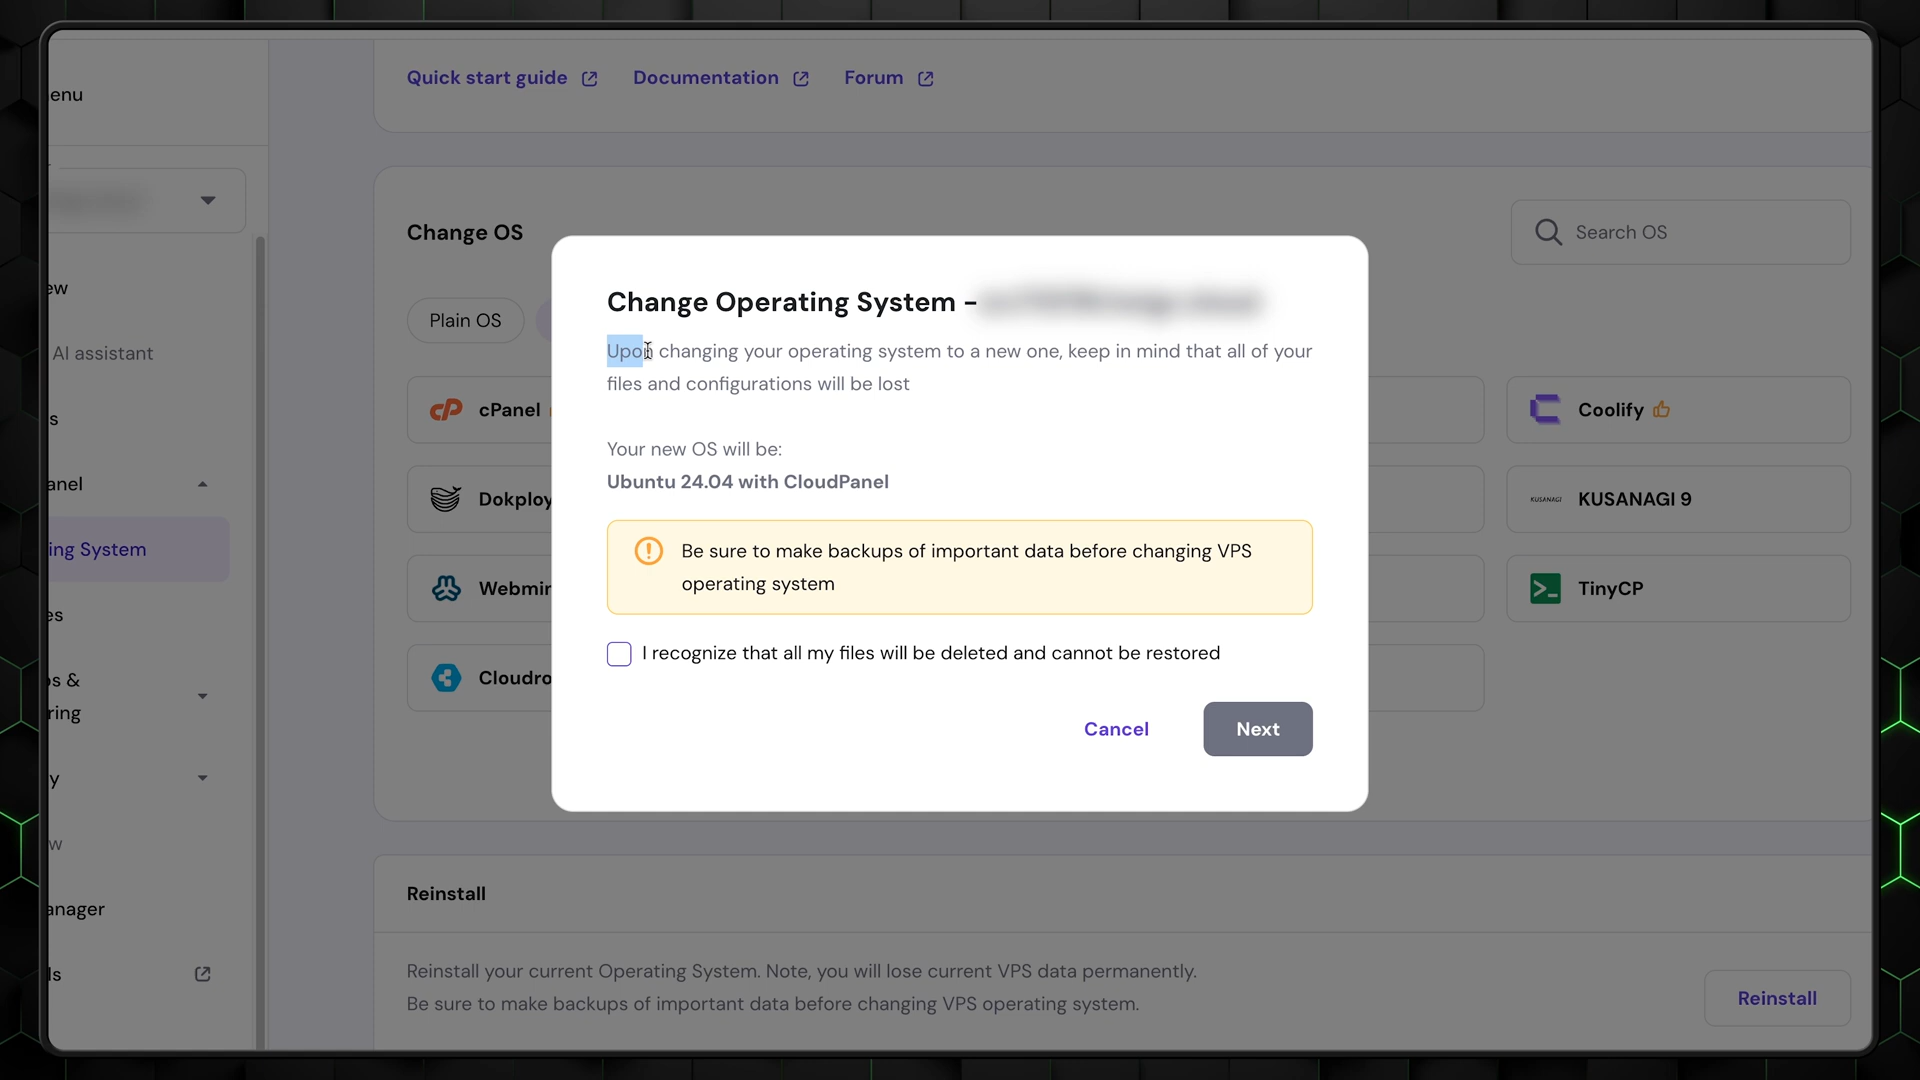 Quick start guide
Documentation
Forum
enu
Change OS
Search OS
ew
Plain OS
AI assistant
cPanel
Coolify
s
anel
Dokploy
KUSANAGI
KUSANAGI 9
ing System
Webmin
TinyCP
es
Cloudro
s &
ring
y
w
anager
ls
Change Operating System -
Upon changing your operating system to a new one, keep in mind that all of your
files and configurations will be lost
Your new OS will be:
Ubuntu 24.04 with CloudPanel
Be sure to make backups of important data before changing VPS
operating system
I recognize that all my files will be deleted and cannot be restored
Cancel
Next
Reinstall
Reinstall your current Operating System. Note, you will lose current VPS data permanently.
Be sure to make backups of important data before changing VPS operating system.
Reinstall